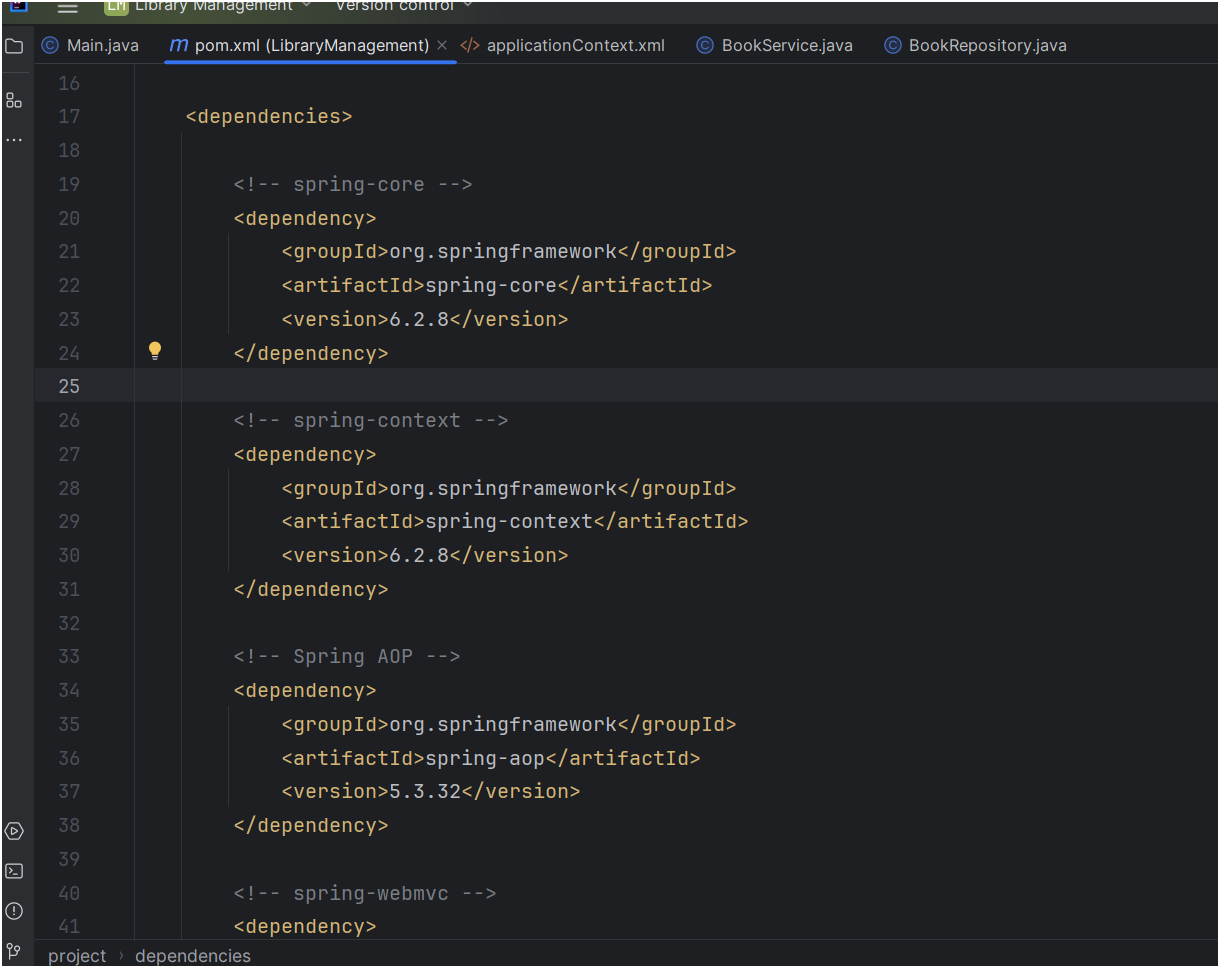 LM Library Management Version control
Main.java pom.xml (LibraryManagement) applicationContext.xml BookService.java BookRepository.java
16
17 <dependencies>
18
19 <!-- spring-core -->
20 <dependency>
21 <groupId>org.springframework</groupId>
22 <artifactId>spring-core</artifactId>
23 <version>6.2.8</version>
24 </dependency>
25
26 <!-- spring-context -->
27 <dependency>
28 <groupId>org.springframework</groupId>
29 <artifactId>spring-context</artifactId>
30 <version>6.2.8</version>
31 </dependency>
32
33 <!-- Spring AOP -->
34 <dependency>
35 <groupId>org.springframework</groupId>
36 <artifactId>spring-aop</artifactId>
37 <version>5.3.32</version>
38 </dependency>
39
40 <!-- spring-webmvc -->
41 <dependency>
project › dependencies